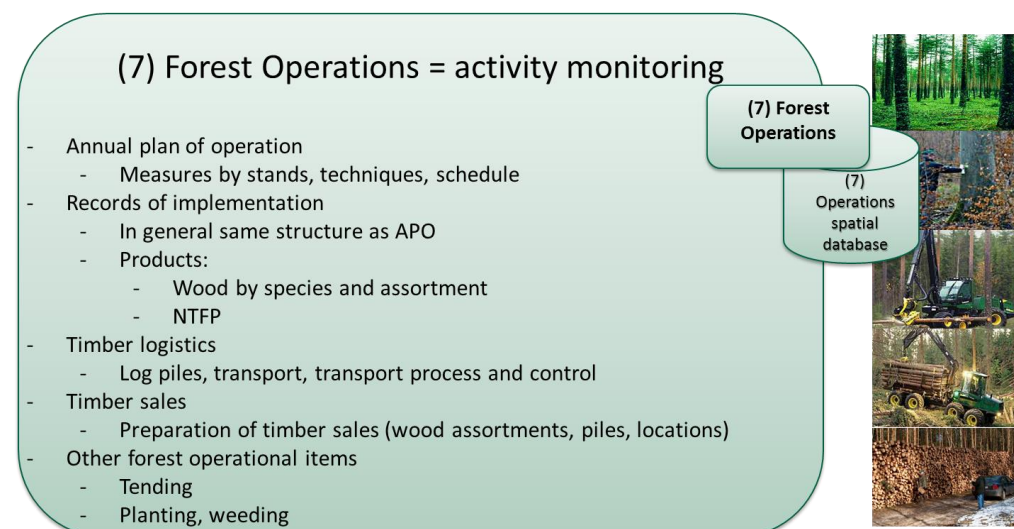 (7) Forest Operations = activity monitoring
(7) Forest
Operations
(7)
Operations
spatial
database
- Annual plan of operation
- Measures by stands, techniques, schedule
- Records of implementation
- In general same structure as APO
- Products:
- Wood by species and assortment
- NTFP
- Timber logistics
- Log piles, transport, transport process and control
- Timber sales
- Preparation of timber sales (wood assortments, piles, locations)
- Other forest operational items
- Tending
- Planting, weeding